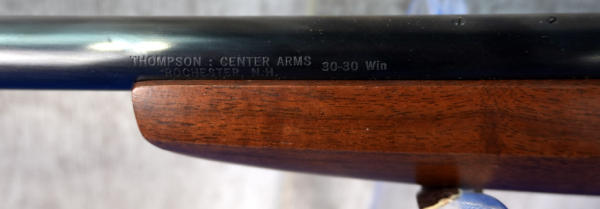 THOMPSON : CENTER ARMS 30-30 Win
ROCHESTER, N.H.